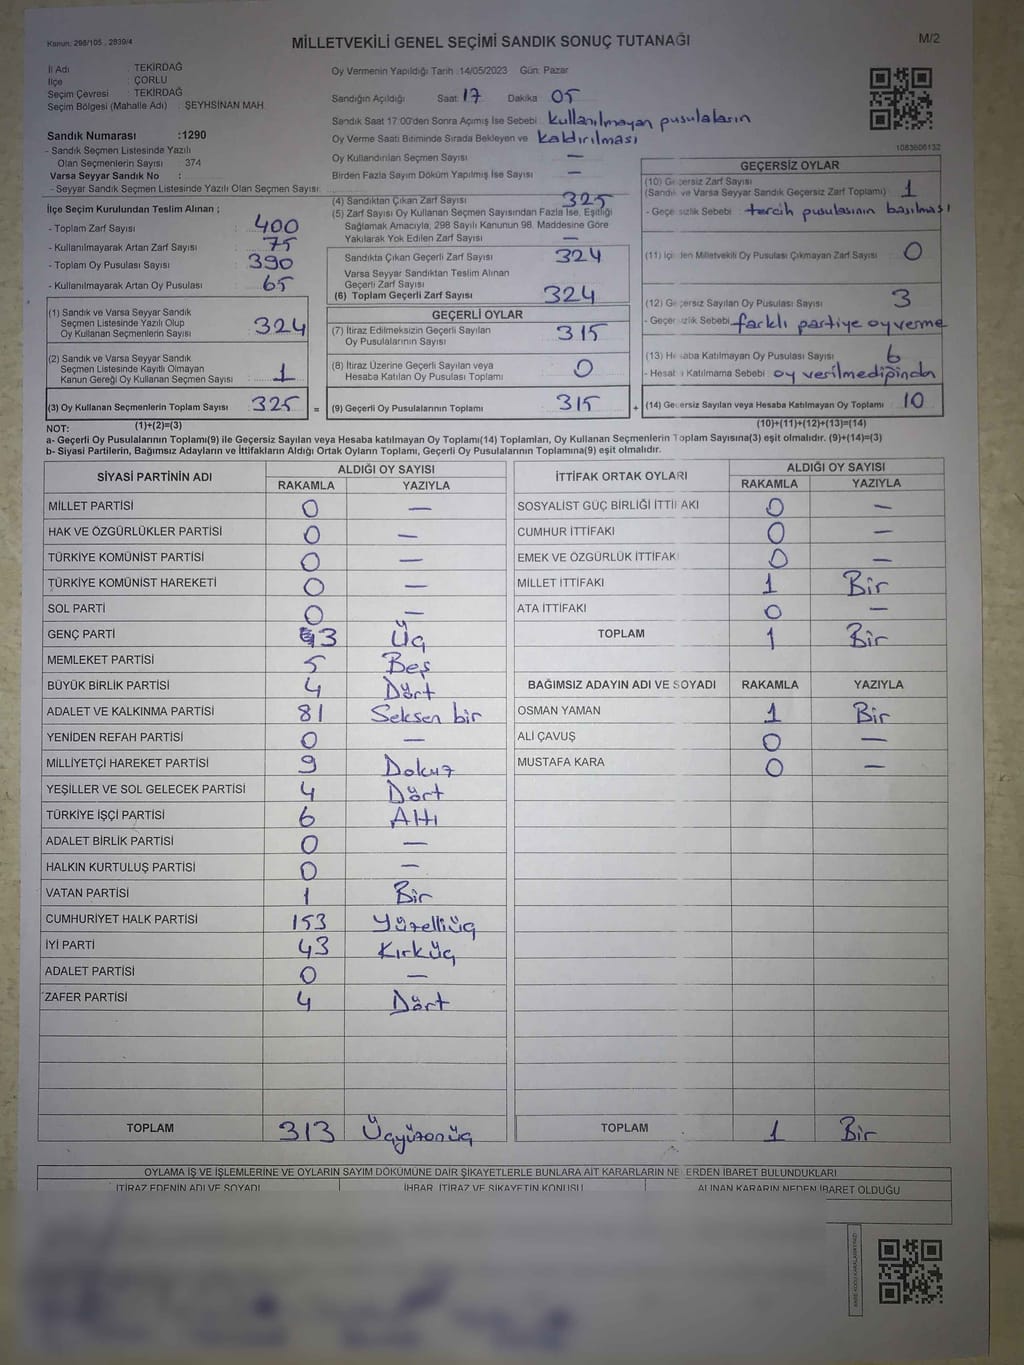 Kanun: 298/105 , 2839/4
MİLLETVEKİLİ GENEL SEÇİMİ SANDIK SONUÇ TUTANAĞI
M/2
İl Adı : TEKİRDAĞ
İlçe : ÇORLU
Seçim Çevresi : TEKİRDAĞ
Seçim Bölgesi (Mahalle Adı) : ŞEYHSİNAN MAH.
Oy Vermenin Yapıldığı Tarih :14/05/2023 Gün: Pazar
Sandığın Açıldığı Saat: 17 Dakika 05
Sandık Saat 17:00'den Sonra Açımış İse Sebebi : kullanılmayan pusulaların
Oy Verme Saati Bitiminde Sırada Bekleyen ve kaldırılması
Oy Kullandırılan Seçmen Sayısı —
Birden Fazla Sayım Döküm Yapılmış İse Sayısı —
1083606132
Sandık Numarası :1290
- Sandık Seçmen Listesinde Yazılı
Olan Seçmenlerin Sayısı 374
Varsa Seyyar Sandık No :
- Seyyar Sandık Seçmen Listesinde Yazılı Olan Seçmen Sayısı:
İlçe Seçim Kurulundan Teslim Alınan ;
- Toplam Zarf Sayısı : 400
- Kullanılmayarak Artan Zarf Sayısı : 75
- Toplam Oy Pusulası Sayısı : 390
- Kullanılmayarak Artan Oy Pusulası : 65
(1) Sandık ve Varsa Seyyar Sandık
Seçmen Listesinde Yazılı Olup
Oy Kullanan Seçmenlerin Sayısı 324
(2) Sandık ve Varsa Seyyar Sandık
Seçmen Listesinde Kayıtlı Olmayan
Kanun Gereği Oy Kullanan Seçmen Sayısı 1
(3) Oy Kullanan Seçmenlerin Toplam Sayısı 325 =
(1)+(2)=(3)
(4) Sandıktan Çıkan Zarf Sayısı 325
(5) Zarf Sayısı Oy Kullanan Seçmen Sayısından Fazla İse, Eşitliği
Sağlamak Amacıyla; 298 Sayılı Kanunun 98. Maddesine Göre
Yakılarak Yok Edilen Zarf Sayısı —
Sandıkta Çıkan Geçerli Zarf Sayısı 324
Varsa Seyyar Sandıktan Teslim Alınan
Geçerli Zarf Sayısı
(6) Toplam Geçerli Zarf Sayısı 324
GEÇERLİ OYLAR
(7) İtiraz Edilmeksizin Geçerli Sayılan
Oy Pusulalarının Sayısı 315
(8) İtiraz Üzerine Geçerli Sayılan veya
Hesaba Katılan Oy Pusulası Toplamı 0
(9) Geçerli Oy Pusulalarının Toplamı 315 +
GEÇERSİZ OYLAR
(10) Geçersiz Zarf Sayısı
(Sandık ve Varsa Seyyar Sandık Geçersiz Zarf Toplamı) 1
- Geçersizlik Sebebi : tercih pusulasının basılması
(11) İçinden Milletvekili Oy Pusulası Çıkmayan Zarf Sayısı : 0
(12) Geçersiz Sayılan Oy Pusulası Sayısı 3
- Geçersizlik Sebebi : farklı partiye oy verme
(13) Hesaba Katılmayan Oy Pusulası Sayısı 6
- Hesaba Katılmama Sebebi : oy verilmediğinden
(14) Geçersiz Sayılan veya Hesaba Katılmayan Oy Toplamı 10
(10)+(11)+(12)+(13)=(14)
NOT:
a- Geçerli Oy Pusulalarının Toplamı(9) ile Geçersiz Sayılan veya Hesaba katılmayan Oy Toplamı(14) Toplamları, Oy Kullanan Seçmenlerin Toplam Sayısına(3) eşit olmalıdır. (9)+(14)=(3)
b- Siyasi Partilerin, Bağımsız Adayların ve İttifakların Aldığı Ortak Oyların Toplamı, Geçerli Oy Pusulalarının Toplamına(9) eşit olmalıdır.
SİYASİ PARTİNİN ADI ALDIĞI OY SAYISI
RAKAMLA YAZIYLA
MİLLET PARTİSİ 0 —
HAK VE ÖZGÜRLÜKLER PARTİSİ 0 —
TÜRKİYE KOMÜNİST PARTİSİ 0 —
TÜRKİYE KOMÜNİST HAREKETİ 0 —
SOL PARTİ 0 —
GENÇ PARTİ 3 Üç
MEMLEKET PARTİSİ 5 Beş
BÜYÜK BİRLİK PARTİSİ 4 Dört
ADALET VE KALKINMA PARTİSİ 81 Seksen bir
YENİDEN REFAH PARTİSİ 0 —
MİLLİYETÇİ HAREKET PARTİSİ 9 Dokuz
YEŞİLLER VE SOL GELECEK PARTİSİ 4 Dört
TÜRKİYE İŞÇİ PARTİSİ 6 Altı
ADALET BİRLİK PARTİSİ 0 —
HALKIN KURTULUŞ PARTİSİ 0 —
VATAN PARTİSİ 1 Bir
CUMHURİYET HALK PARTİSİ 153 Yüzelliüç
İYİ PARTİ 43 Kırküç
ADALET PARTİSİ 0 —
ZAFER PARTİSİ 4 Dört
TOPLAM 313 Üçyüzonüç
İTTİFAK ORTAK OYLARI ALDIĞI OY SAYISI
RAKAMLA YAZIYLA
SOSYALİST GÜÇ BİRLİĞİ İTTİFAKI 0 —
CUMHUR İTTİFAKI 0 —
EMEK VE ÖZGÜRLÜK İTTİFAKI 0 —
MİLLET İTTİFAKI 1 Bir
ATA İTTİFAKI 0 —
TOPLAM 1 Bir
BAĞIMSIZ ADAYIN ADI VE SOYADI RAKAMLA YAZIYLA
OSMAN YAMAN 1 Bir
ALİ ÇAVUŞ 0 —
MUSTAFA KARA 0 —
TOPLAM 1 Bir
OYLAMA İŞ VE İŞLEMLERİNE VE OYLARIN SAYIM DÖKÜMÜNE DAİR ŞİKAYETLERLE BUNLARA AİT KARARLARIN NELERDEN İBARET BULUNDUKLARI
İTİRAZ EDENİN ADI VE SOYADI İHBAR, İTİRAZ VE ŞİKAYETİN KONUSU ALINAN KARARIN NEDEN İBARET OLDUĞU